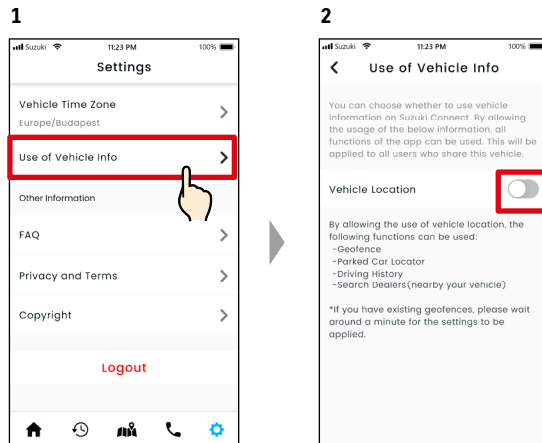 1
Suzuki 11:23 PM 100%
Settings
Vehicle Time Zone
Europe/Budapest
Use of Vehicle Info
Other Information
FAQ
Privacy and Terms
Copyright
Logout
2
Suzuki 11:23 PM 100%
Use of Vehicle Info
You can choose whether to use vehicle
information on Suzuki Connect. By allowing
the usage of the below information, all
functions of the app can be used. This will be
applied to all users who share this vehicle.
Vehicle Location
By allowing the use of vehicle location, the
following functions can be used:
-Geofence
-Parked Car Locator
-Driving History
-Search Dealers(nearby your vehicle)
*If you have existing geofences, please wait
around a minute for the settings to be
applied.